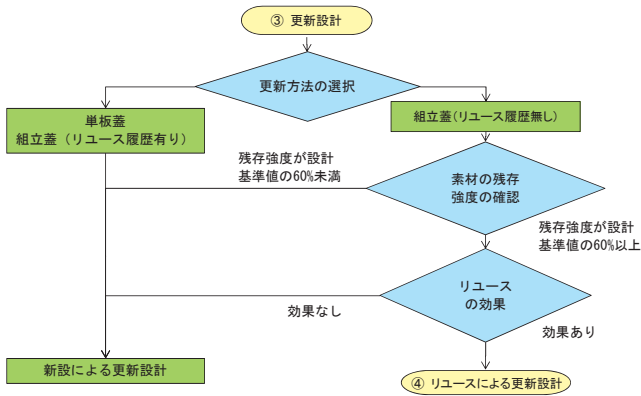 ③ 更新設計
更新方法の選択
単板蓋
組立蓋（リユース履歴有り）
組立蓋（リユース履歴無し）
残存強度が設計
基準値の60%未満
素材の残存
強度の確認
残存強度が設計
基準値の60%以上
リユース
の効果
効果なし
効果あり
新設による更新設計
④ リユースによる更新設計